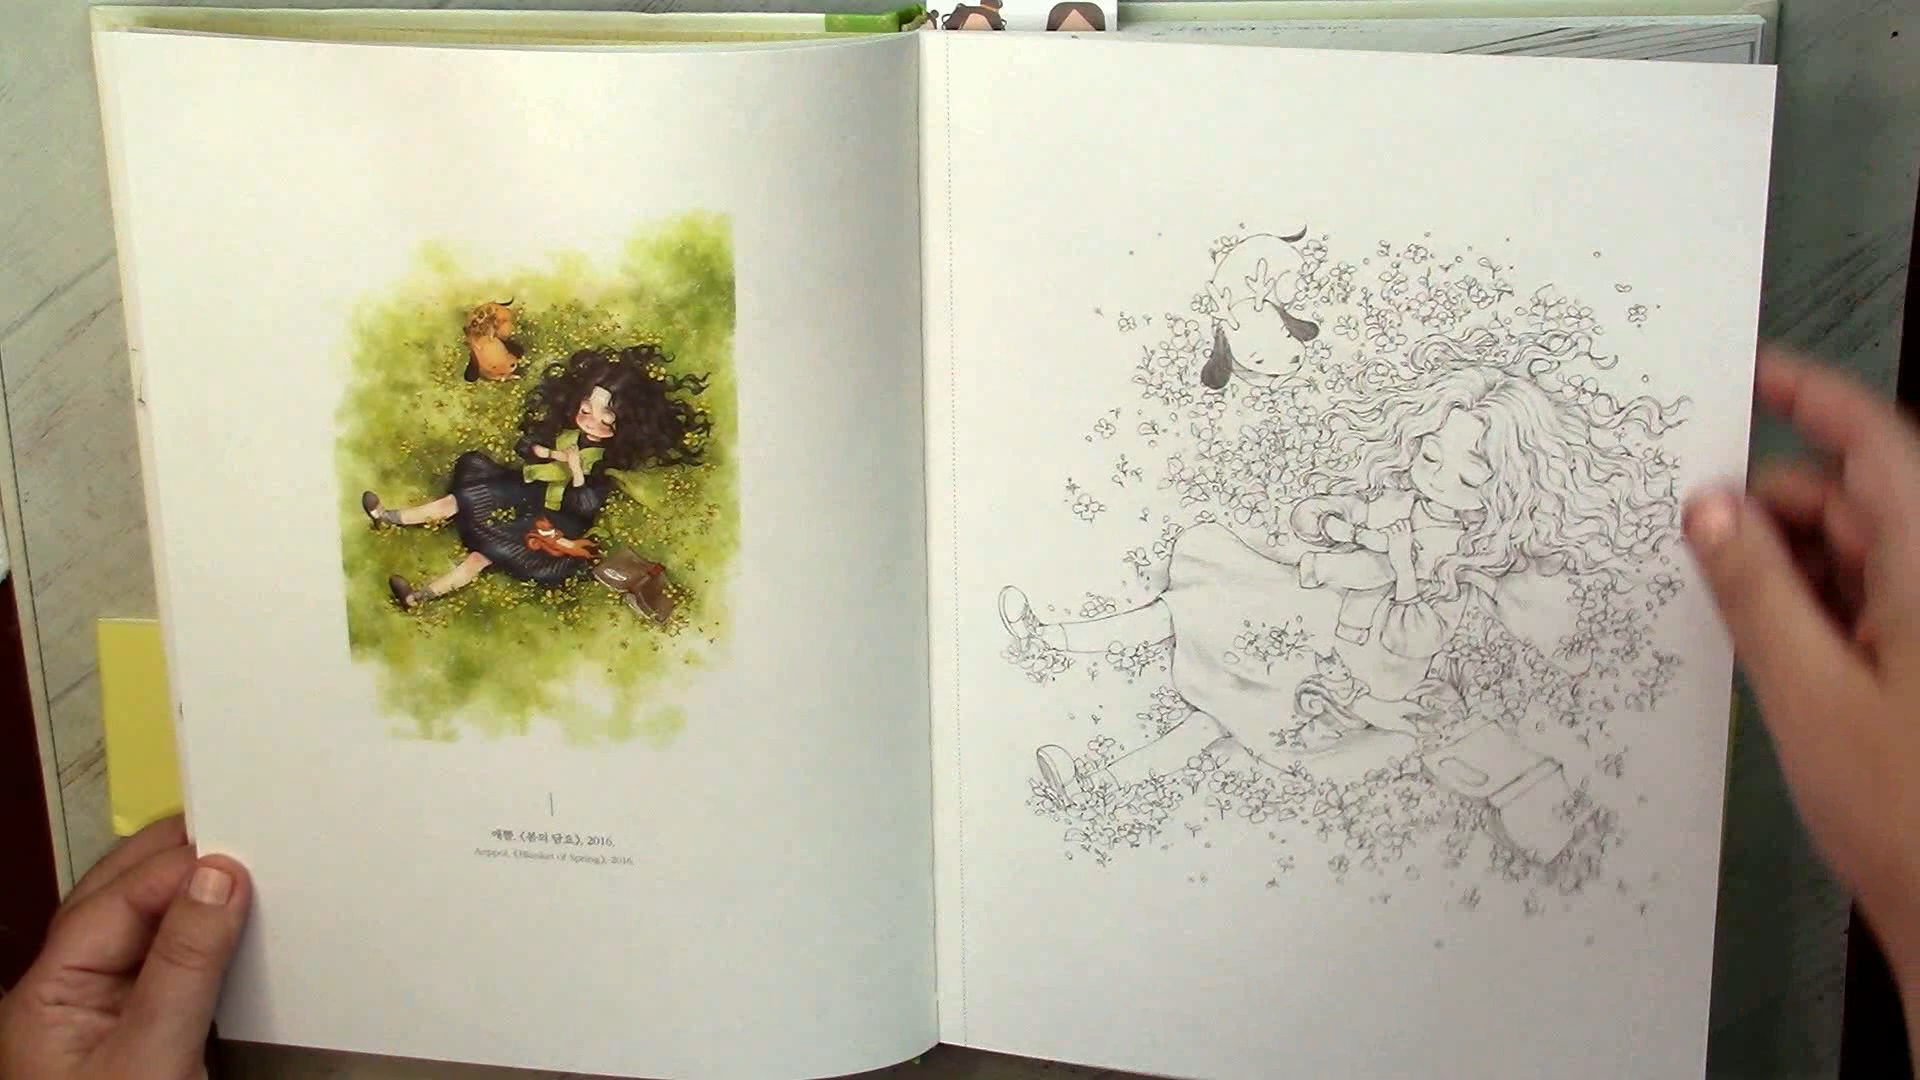 애뽈, 《봄의 담요》, 2016.
Aeppol, 《Blanket of Spring》, 2016.